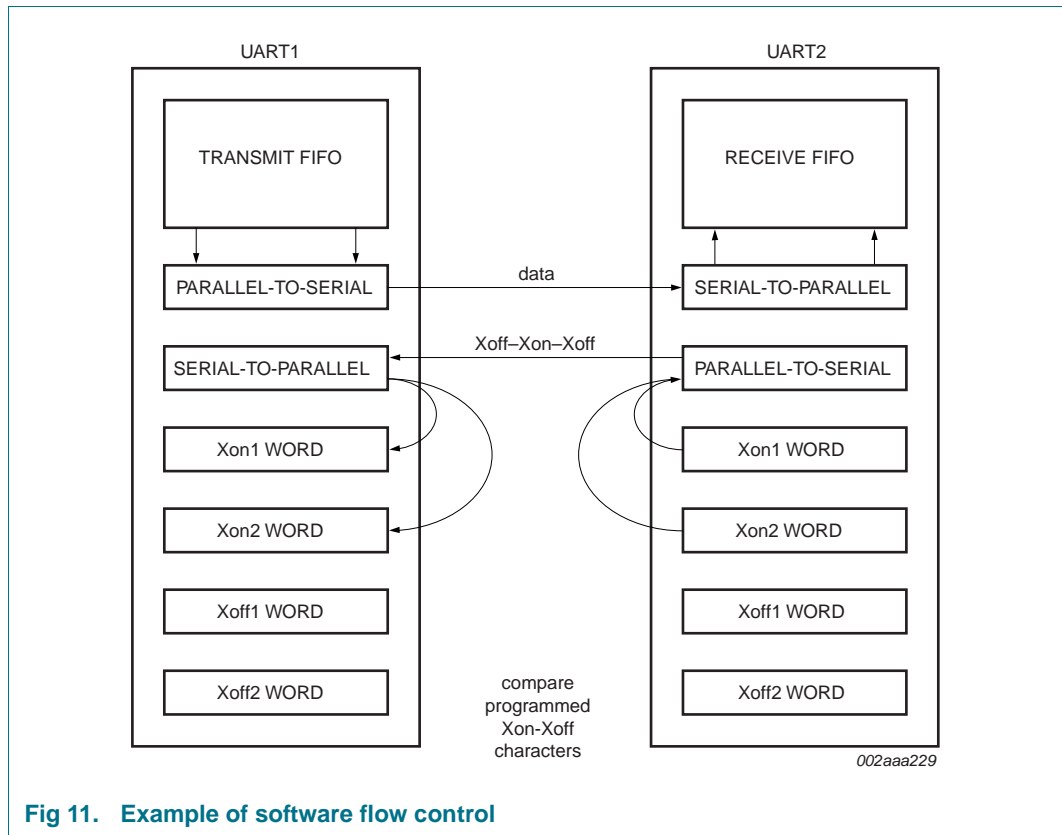 UART1
UART2
TRANSMIT FIFO
RECEIVE FIFO
PARALLEL-TO-SERIAL
data
SERIAL-TO-PARALLEL
Xoff–Xon–Xoff
SERIAL-TO-PARALLEL
PARALLEL-TO-SERIAL
Xon1 WORD
Xon1 WORD
Xon2 WORD
Xon2 WORD
Xoff1 WORD
Xoff1 WORD
Xoff2 WORD
Xoff2 WORD
compare
programmed
Xon-Xoff
characters
002aaa229
Fig 11. Example of software flow control